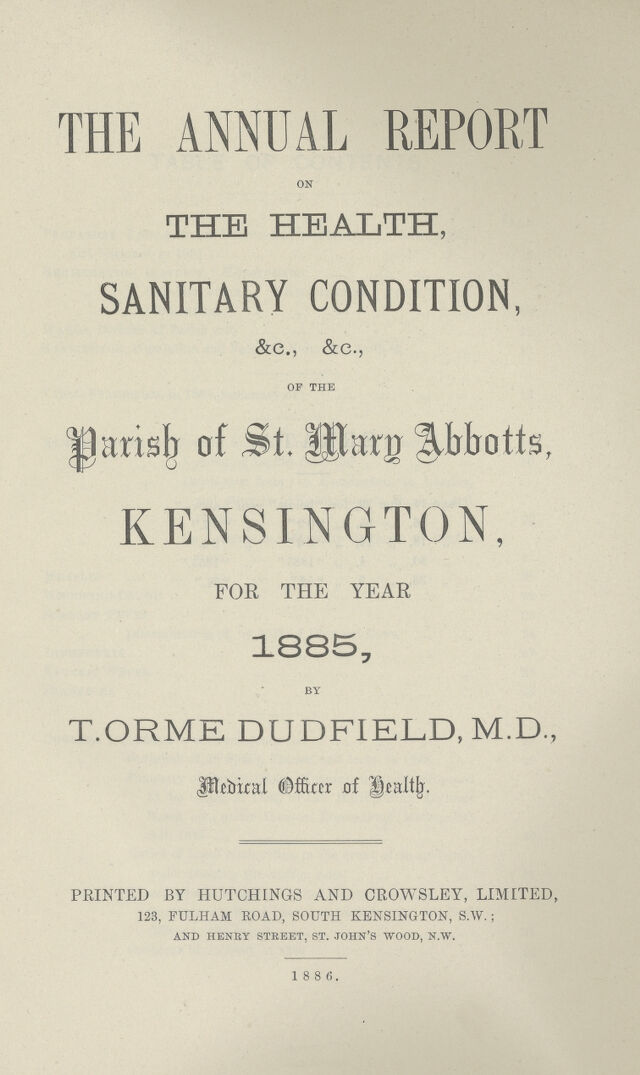 THE ANNUAL REPORT
ON
THE HEALTH,
SANITARY CONDITION,
&c., &c.,
OF THE
Parish of St. Mary Abbotts,
KENSINGTON,
FOR THE YEAR
1885,
BY
T. ORME DUDFIELD, M.D.,
Medical Officer of Health.
PRINTED BY HUTCHINGS AND CROWSLEY, LIMITED,
123, FULHAM ROAD, SOUTH KENSINGTON, S.W.;
AND HENRY STREET, ST. JOHN'S WOOD, N.W.
1886.